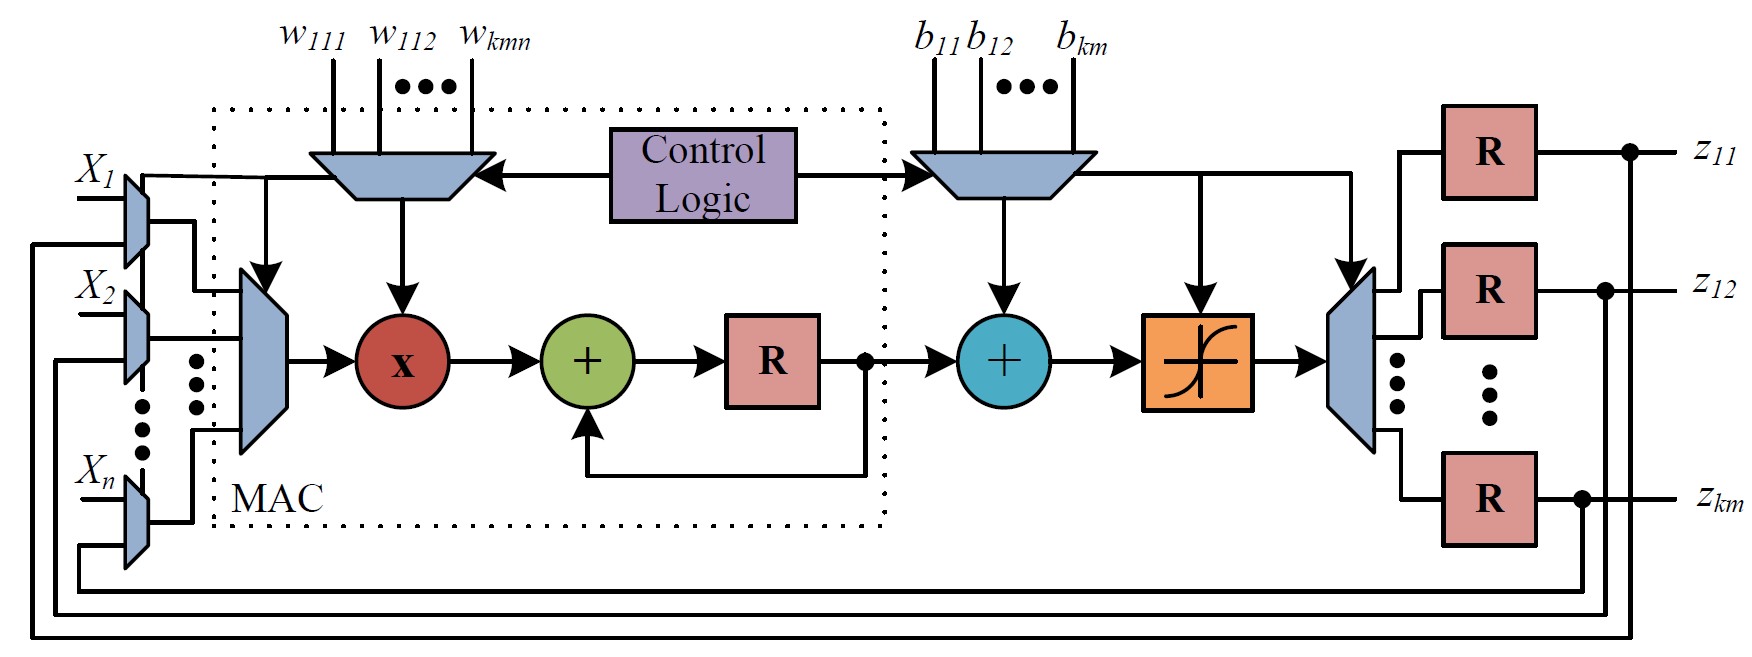 w111 w112 wkmn
b11 b12 bkm
Control
Logic
X1
X2
Xn
x
+
R
+
MAC
R
R
R
z11
z12
zkm